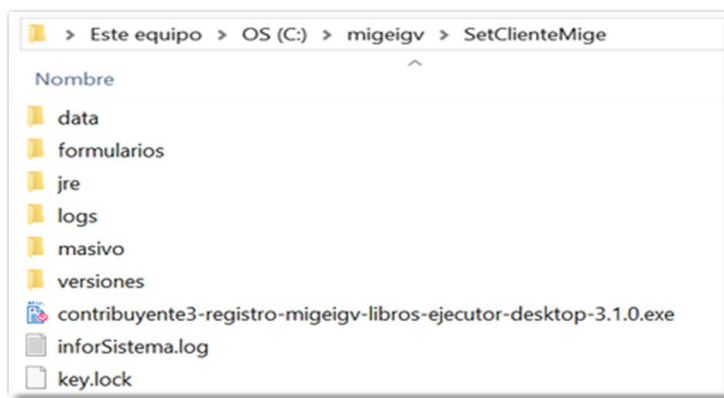 > Este equipo > OS (C:) > migeigv > SetClienteMige
Nombre
data
formularios
jre
logs
masivo
versiones
contribuyente3-registro-migeigv-libros-ejecutor-desktop-3.1.0.exe
inforSistema.log
key.lock